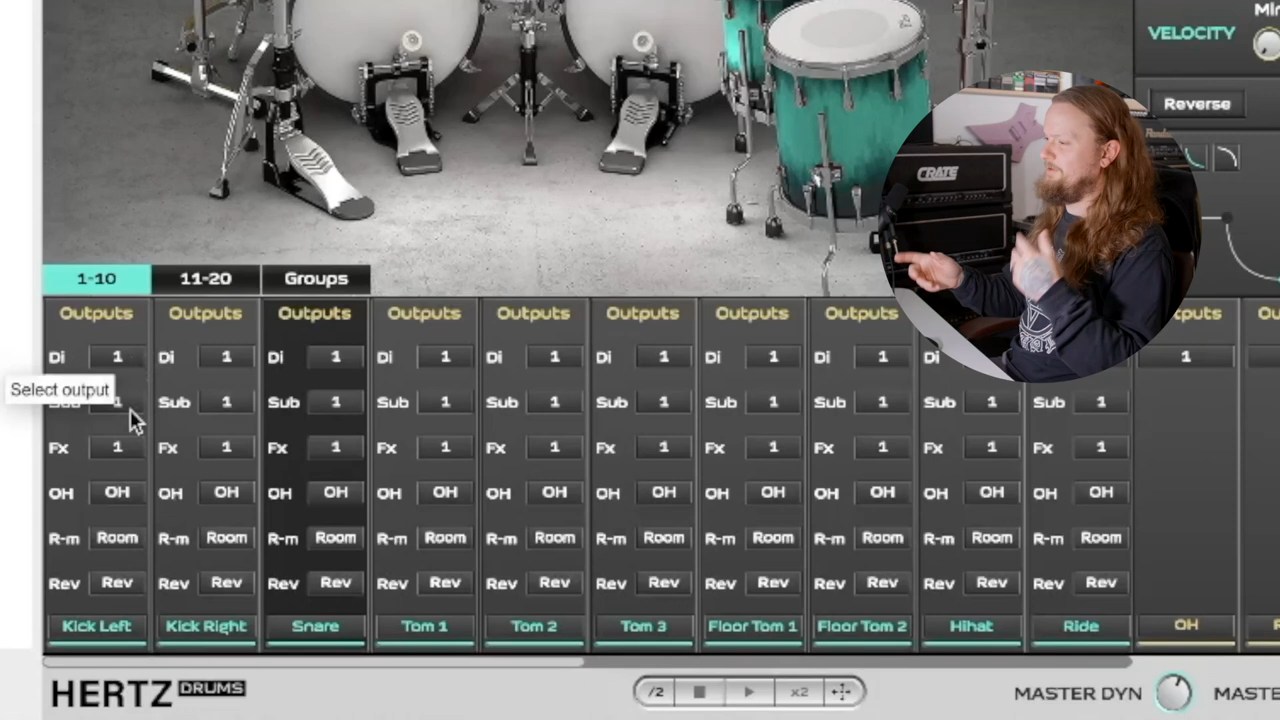 Min
VELOCITY
Reverse
CRATE
1-10 11-20 Groups
Outputs Outputs Outputs Outputs Outputs Outputs Outputs Outputs
Di 1 Di 1 Di 1 Di 1 Di 1 Di 1 Di 1 Di 1 Di 1
Select output
Sub 1 Sub 1 Sub 1 Sub 1 Sub 1 Sub 1 Sub 1 Sub 1 Sub 1
Fx 1 Fx 1 Fx 1 Fx 1 Fx 1 Fx 1 Fx 1 Fx 1 Fx 1 Fx 1
OH OH OH OH OH OH OH OH OH OH OH OH OH OH OH OH OH OH OH OH
R-m Room R-m Room R-m Room R-m Room R-m Room R-m Room R-m Room R-m Room R-m Room R-m Room
Rev Rev Rev Rev Rev Rev Rev Rev Rev Rev Rev Rev Rev Rev Rev Rev Rev Rev Rev Rev
Kick Left Kick Right Snare Tom 1 Tom 2 Tom 3 Floor Tom 1 Floor Tom 2 Hihat Ride OH
HERTZ DRUMS
/2 x2
MASTER DYN MASTE